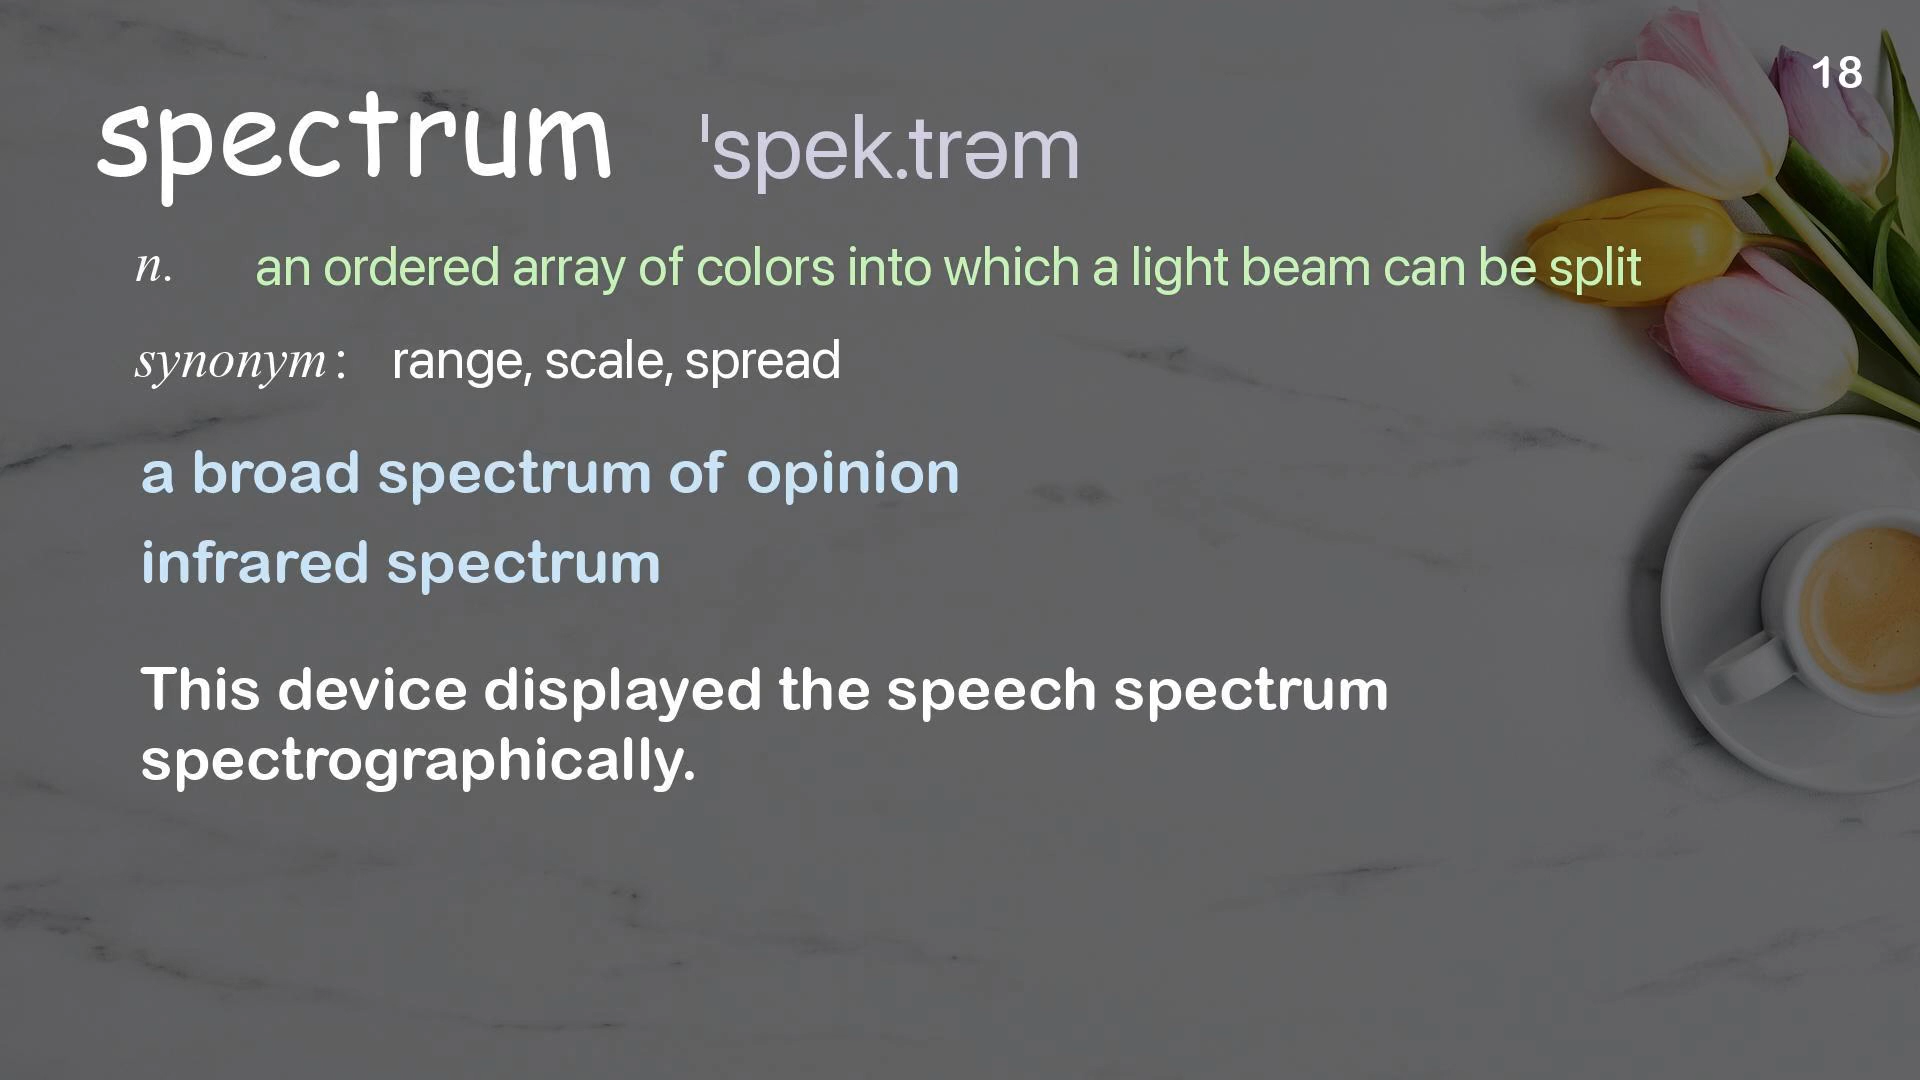 18
spectrum ˈspek.trəm
n. an ordered array of colors into which a light beam can be split
synonym: range, scale, spread
a broad spectrum of opinion
infrared spectrum
This device displayed the speech spectrum
spectrographically.